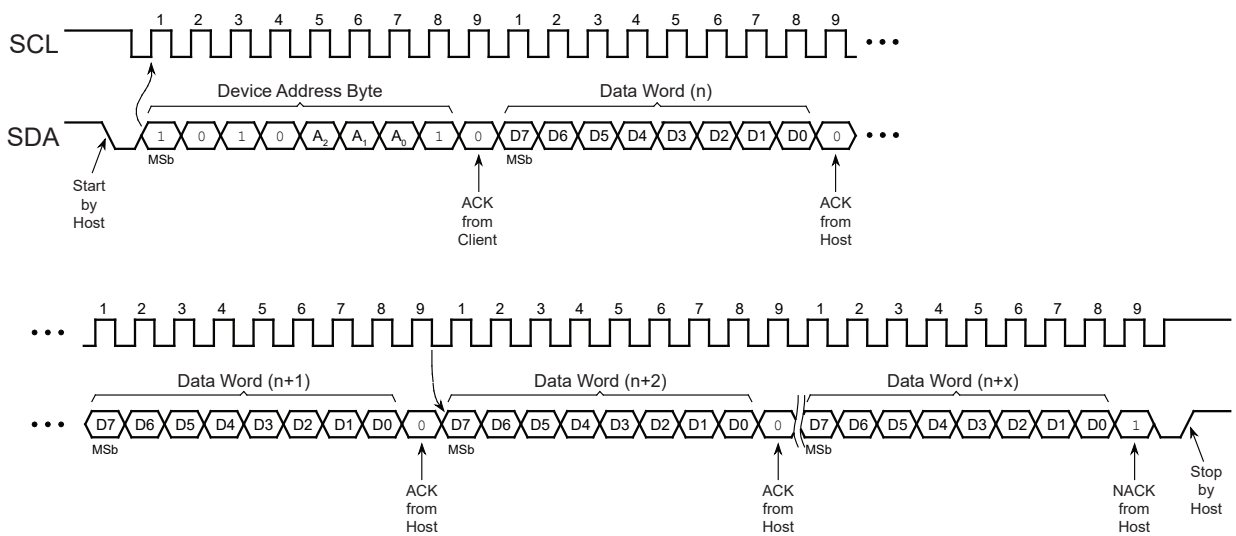 1 2 3 4 5 6 7 8 9 1 2 3 4 5 6 7 8 9
SCL
Device Address Byte Data Word (n)
SDA 1 0 1 0 A2 A1 A0 1 0 D7 D6 D5 D4 D3 D2 D1 D0 0
MSb MSb
Start
by
Host
ACK
from
Client
ACK
from
Host
1 2 3 4 5 6 7 8 9 1 2 3 4 5 6 7 8 9 1 2 3 4 5 6 7 8 9
Data Word (n+1) Data Word (n+2) Data Word (n+x)
D7 D6 D5 D4 D3 D2 D1 D0 0 D7 D6 D5 D4 D3 D2 D1 D0 0 D7 D6 D5 D4 D3 D2 D1 D0 1
MSb MSb MSb
ACK
from
Host
ACK
from
Host
NACK
from
Host
Stop
by
Host